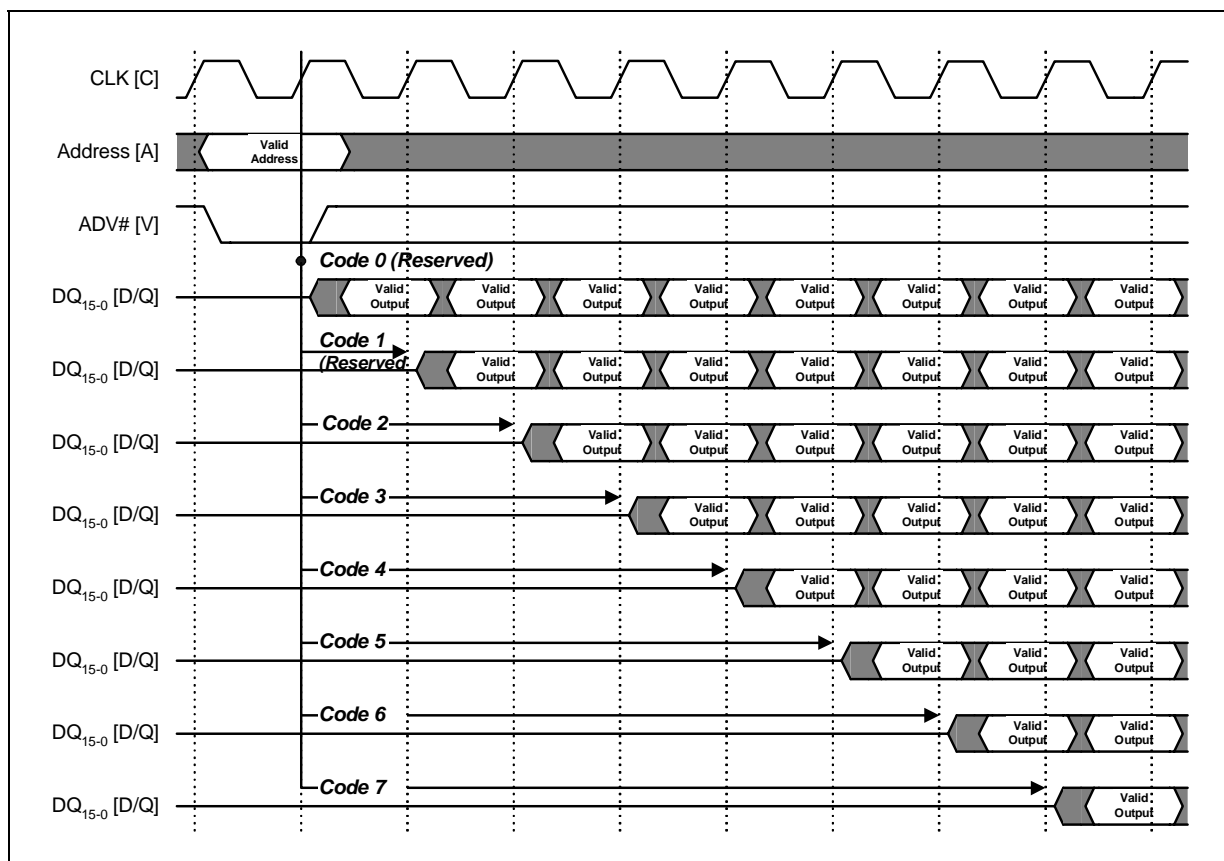 CLK [C]
Address [A]
Valid
Address
ADV# [V]
Code 0 (Reserved)
DQ15-0 [D/Q]
Valid Valid Valid Valid Valid Valid Valid Valid
Output Output Output Output Output Output Output Output
Code 1
(Reserved
DQ15-0 [D/Q]
Valid Valid Valid Valid Valid Valid Valid
Output Output Output Output Output Output Output
Code 2
DQ15-0 [D/Q]
Valid Valid Valid Valid Valid Valid
Output Output Output Output Output Output
Code 3
DQ15-0 [D/Q]
Valid Valid Valid Valid Valid
Output Output Output Output Output
Code 4
DQ15-0 [D/Q]
Valid Valid Valid Valid
Output Output Output Output
Code 5
DQ15-0 [D/Q]
Valid Valid Valid
Output Output Output
Code 6
DQ15-0 [D/Q]
Valid Valid
Output Output
Code 7
DQ15-0 [D/Q]
Valid
Output